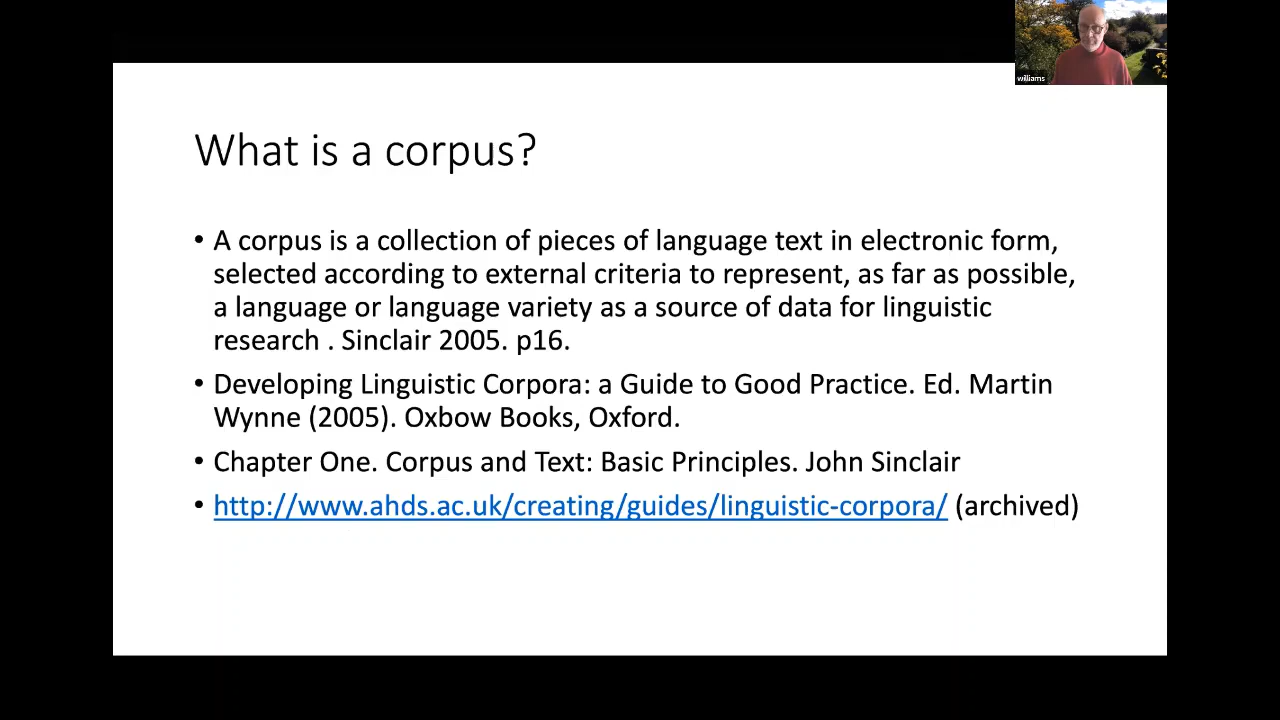 williams
What is a corpus?
• A corpus is a collection of pieces of language text in electronic form,
selected according to external criteria to represent, as far as possible,
a language or language variety as a source of data for linguistic
research . Sinclair 2005. p16.
• Developing Linguistic Corpora: a Guide to Good Practice. Ed. Martin
Wynne (2005). Oxbow Books, Oxford.
• Chapter One. Corpus and Text: Basic Principles. John Sinclair
• http://www.ahds.ac.uk/creating/guides/linguistic-corpora/ (archived)